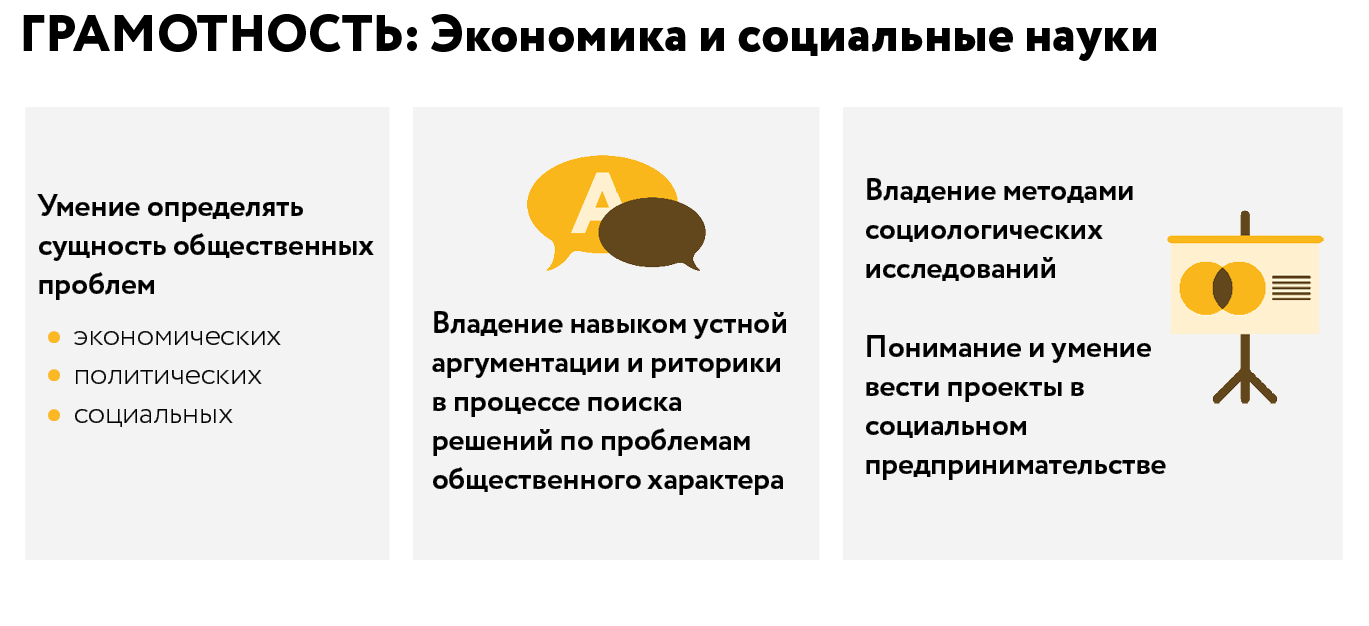 ГРАМОТНОСТЬ: Экономика и социальные науки
Умение определять
сущность общественных
проблем
экономических
политических
социальных
А
Владение навыком устной
аргументации и риторики
в процессе поиска
решений по проблемам
общественного характера
Владение методами
социологических
исследований
Понимание и умение
вести проекты в
социальном
предпринимательстве